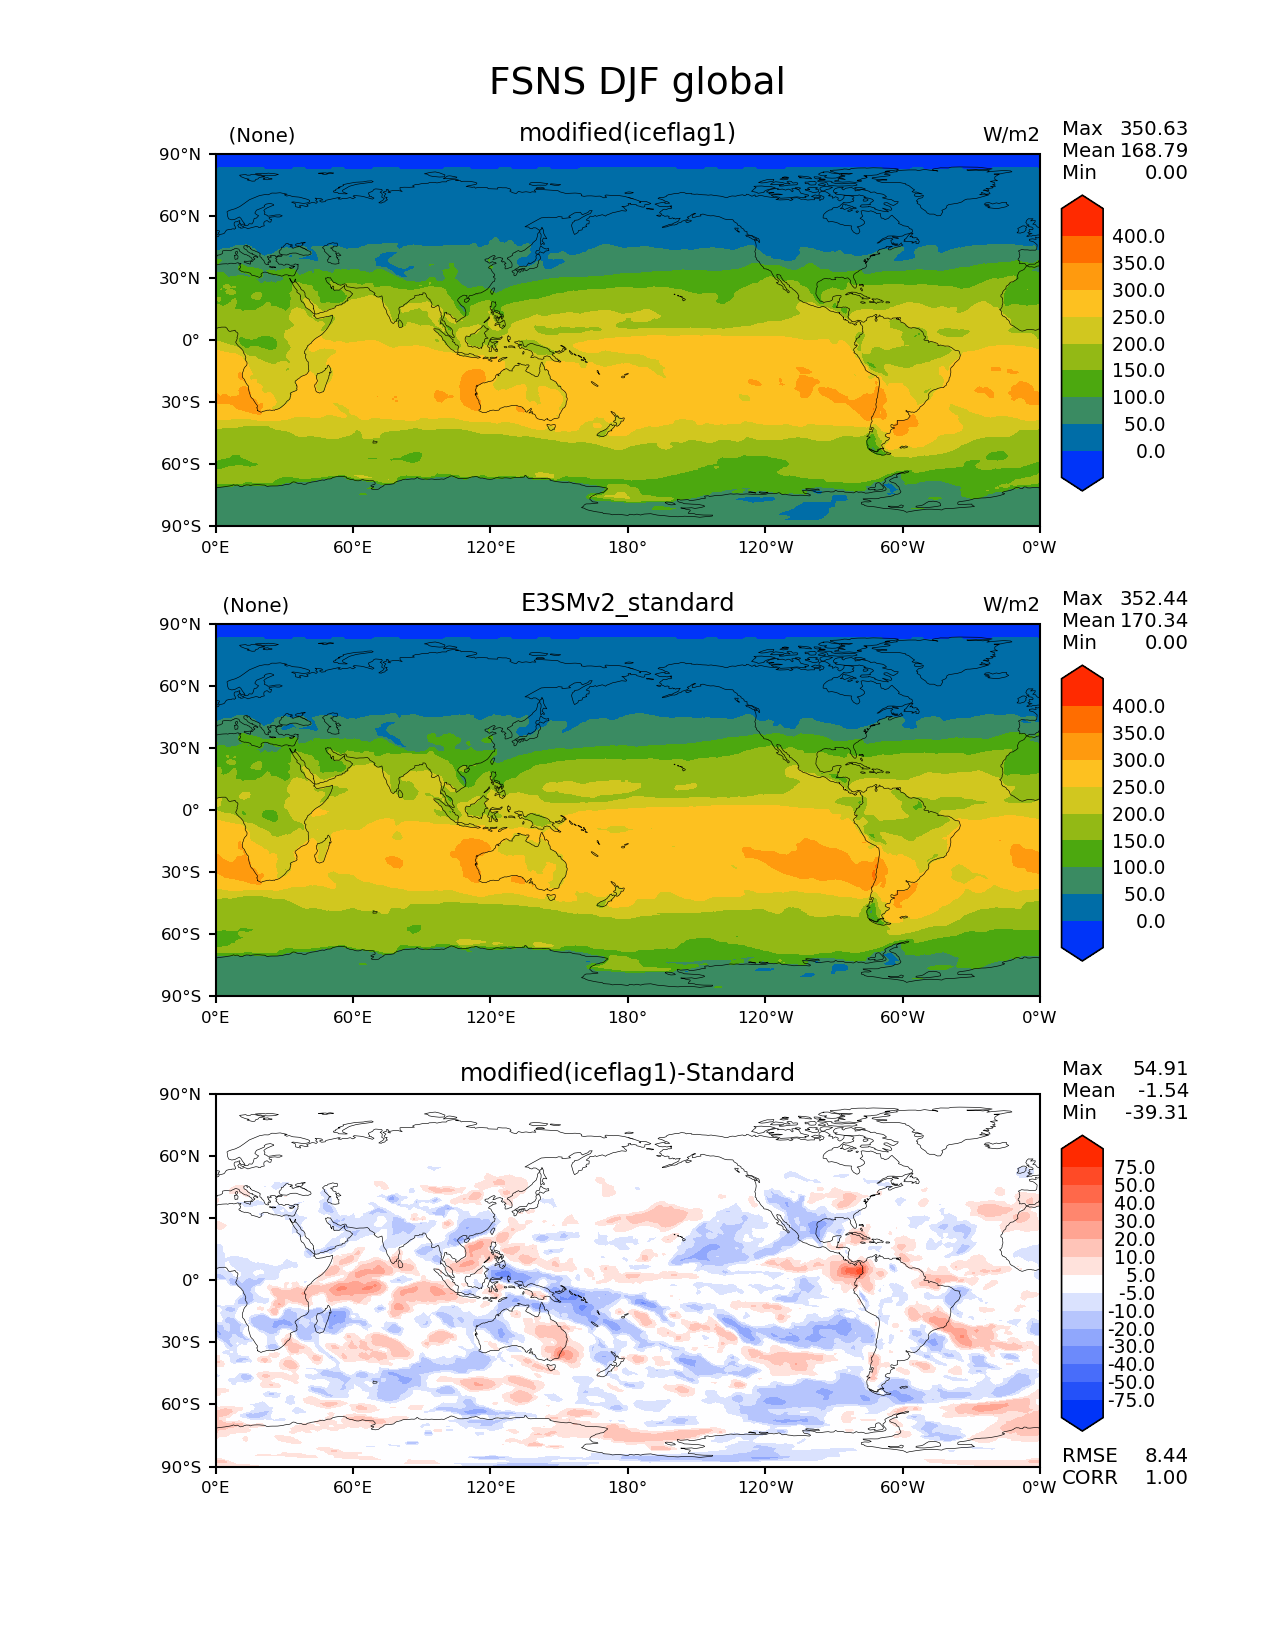 FSNS DJF global
(None) modified(iceflag1) W/m2
Max 350.63
Mean 168.79
Min 0.00
90°N
60°N
30°N
0°
30°S
60°S
90°S
0°E 60°E 120°E 180° 120°W 60°W 0°W
400.0
350.0
300.0
250.0
200.0
150.0
100.0
50.0
0.0
(None) E3SMv2_standard W/m2
Max 352.44
Mean 170.34
Min 0.00
90°N
60°N
30°N
0°
30°S
60°S
90°S
0°E 60°E 120°E 180° 120°W 60°W 0°W
400.0
350.0
300.0
250.0
200.0
150.0
100.0
50.0
0.0
modified(iceflag1)-Standard
Max 54.91
Mean -1.54
Min -39.31
90°N
60°N
30°N
0°
30°S
60°S
90°S
0°E 60°E 120°E 180° 120°W 60°W 0°W
75.0
50.0
40.0
30.0
20.0
10.0
5.0
-5.0
-10.0
-20.0
-30.0
-40.0
-50.0
-75.0
RMSE 8.44
CORR 1.00